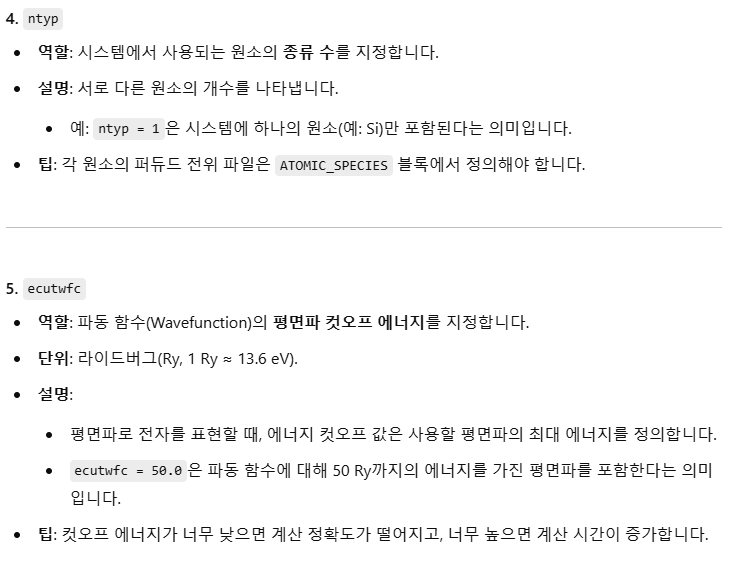 4. ntyp
• 역할: 시스템에서 사용되는 원소의 종류 수를 지정합니다.
• 설명: 서로 다른 원소의 개수를 나타냅니다.
• 예: ntyp = 1은 시스템에 하나의 원소(예: Si)만 포함된다는 의미입니다.
• 팁: 각 원소의 퍼듀드 전위 파일은 ATOMIC_SPECIES 블록에서 정의해야 합니다.
5. ecutwfc
• 역할: 파동 함수(Wavefunction)의 평면파 컷오프 에너지를 지정합니다.
• 단위: 라이드버그(Ry, 1 Ry ≈ 13.6 eV).
• 설명:
• 평면파로 전자를 표현할 때, 에너지 컷오프 값은 사용할 평면파의 최대 에너지를 정의합니다.
• ecutwfc = 50.0은 파동 함수에 대해 50 Ry까지의 에너지를 가진 평면파를 포함한다는 의미
입니다.
• 팁: 컷오프 에너지가 너무 낮으면 계산 정확도가 떨어지고, 너무 높으면 계산 시간이 증가합니다.